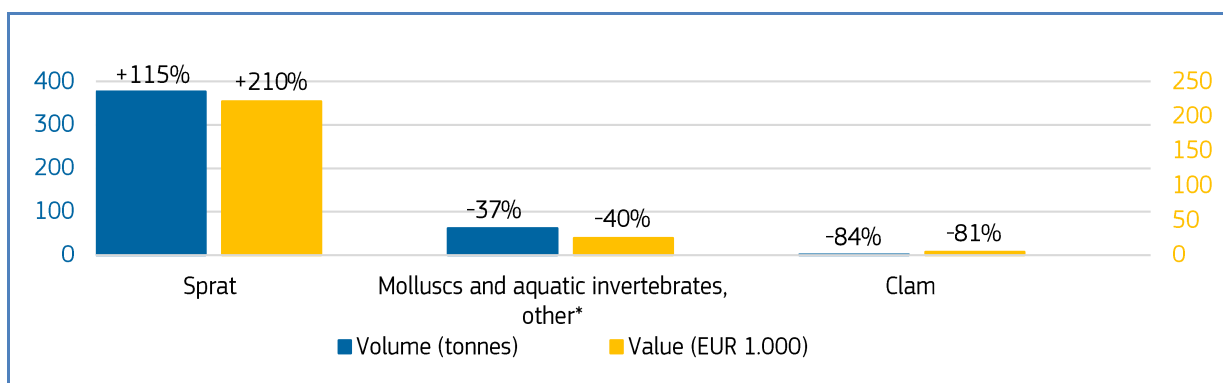 400
300
200
100
0
+115%
+210%
-37%
-40%
-84%
-81%
250
200
150
100
50
0
Sprat
Molluscs and aquatic invertebrates,
other*
Clam
Volume (tonnes)
Value (EUR 1.000)